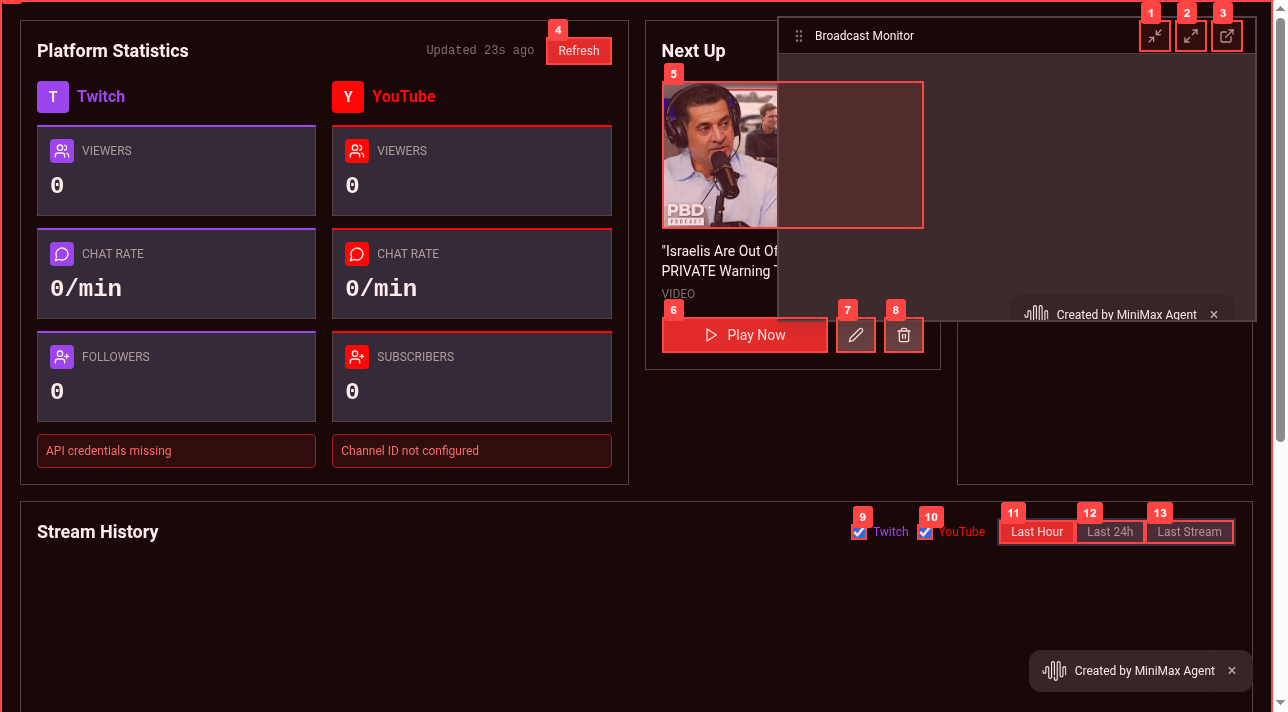 1
2
3
Broadcast Monitor
4
Platform Statistics
Updated 23s ago
Refresh
Next Up
5
T
Twitch
Y
YouTube
VIEWERS
0
VIEWERS
0
CHAT RATE
0/min
CHAT RATE
0/min
FOLLOWERS
0
SUBSCRIBERS
0
API credentials missing
Channel ID not configured
PBD
PODCAST
"Israelis Are Out Of
PRIVATE Warning
VIDEO
Created by MiniMax Agent
6
7
8
Play Now
Stream History
9
10
11
12
13
Twitch
YouTube
Last Hour
Last 24h
Last Stream
Created by MiniMax Agent